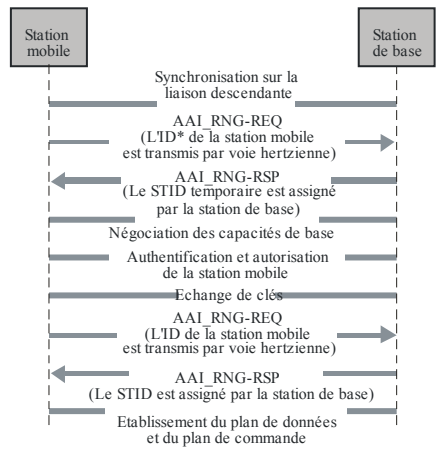 Station
mobile
Station
de base
Synchronisation sur la
liaison descendante
AAI_RNG-REQ
(L'ID* de la station mobile
est transmis par voie hertzienne)
AAI_RNG-RSP
(Le STID temporaire est assigné
par la station de base)
Négociation des capacités de base
Authentification et autorisation
de la station mobile
Echange de clés
AAI_RNG-REQ
(L'ID de la station mobile
est transmis par voie hertzienne)
AAI_RNG-RSP
(Le STID est assigné par la station de base)
Etablissement du plan de données
et du plan de commande